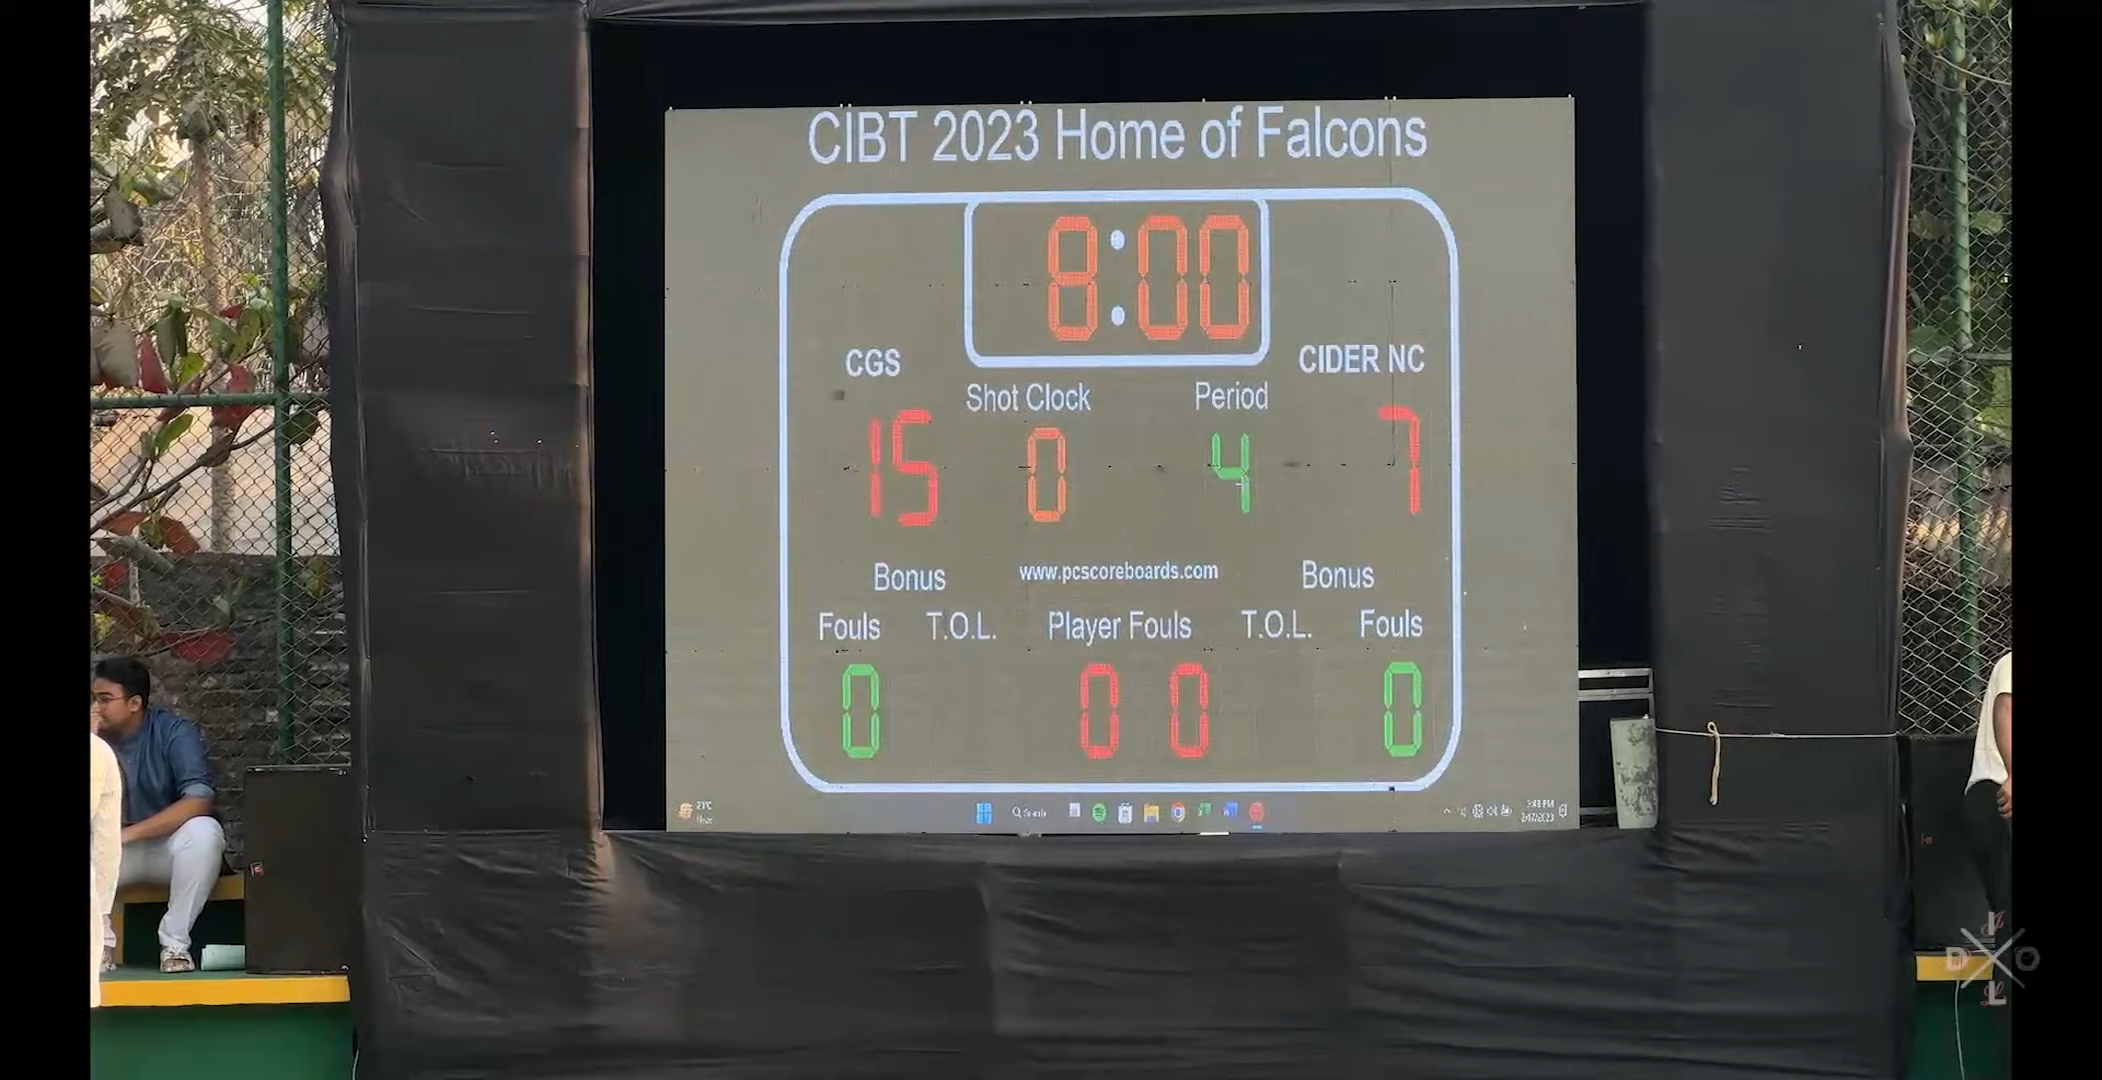 CIBT 2023 Home of Falcons
8:00
CGS
CIDER NC
Shot Clock
Period
15
0
4
7
Bonus
www.pcscoreboards.com
Bonus
Fouls
T.O.L.
Player Fouls
T.O.L.
Fouls
0
0 0
0
Search
D I O L